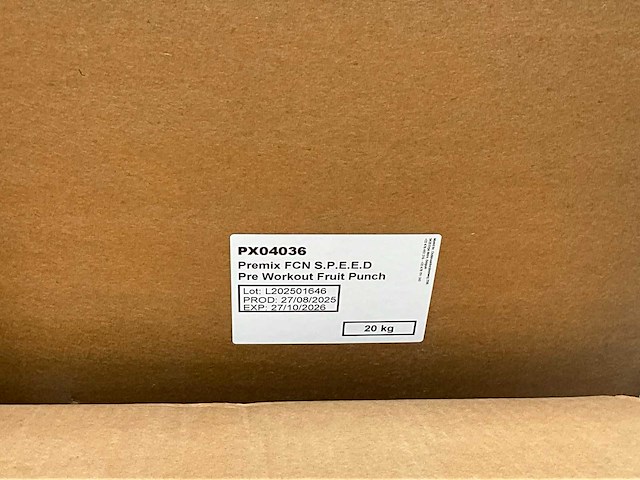 PX04036
Premix FCN S.P.E.E.D
Pre Workout Fruit Punch
Lot: L202501646
PROD: 27/08/2025
EXP: 27/10/2026
20 kg